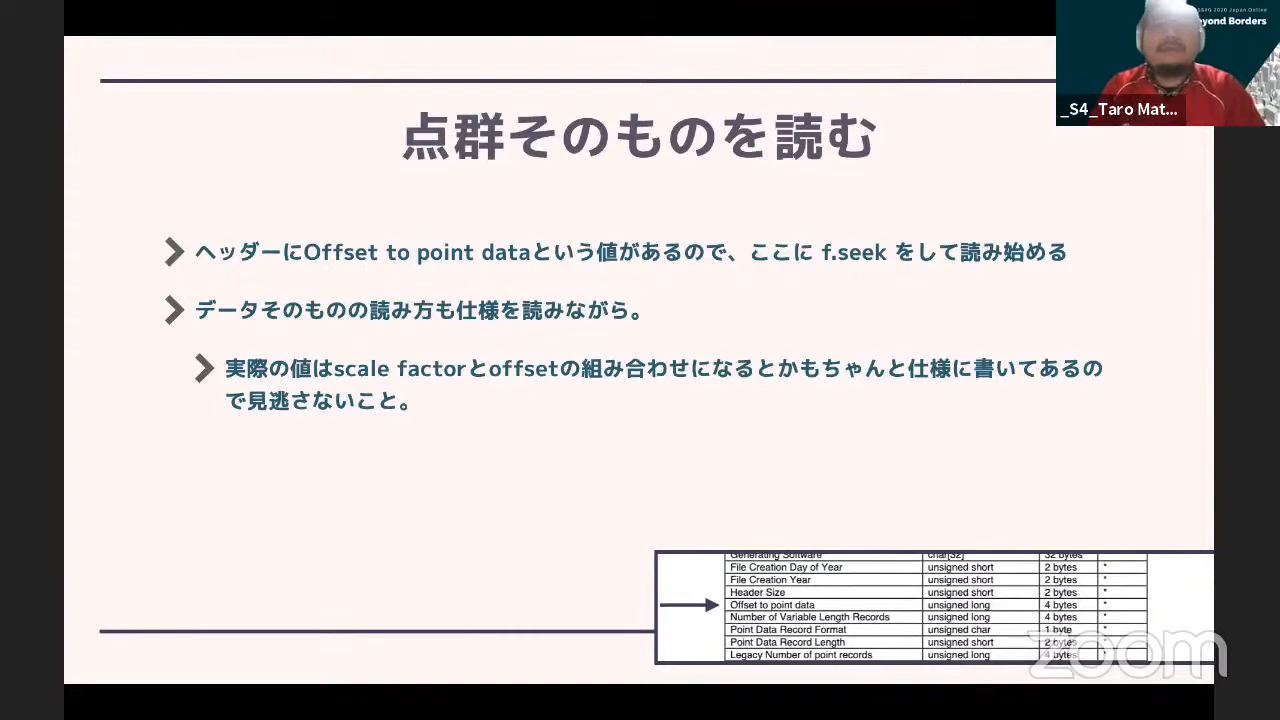 点群そのものを読む
ヘッダーにOffset to point dataという値があるので、ここに f.seek をして読み始める
データそのものの読み方も仕様を読みながら。
実際の値はscale factorとoffsetの組み合わせになるとかもちゃんと仕様に書いてあるの
で見逃さないこと。
Generating Software char[32] 32 bytes
File Creation Day of Year unsigned short 2 bytes *
File Creation Year unsigned short 2 bytes *
Header Size unsigned short 2 bytes *
Offset to point data unsigned long 4 bytes *
Number of Variable Length Records unsigned long 4 bytes *
Point Data Record Format unsigned char 1 byte *
Point Data Record Length unsigned short 2 bytes *
Legacy Number of point records unsigned long 4 bytes *
zoom
2020 Japan Online
yond Borders
_S4_Taro Mat...